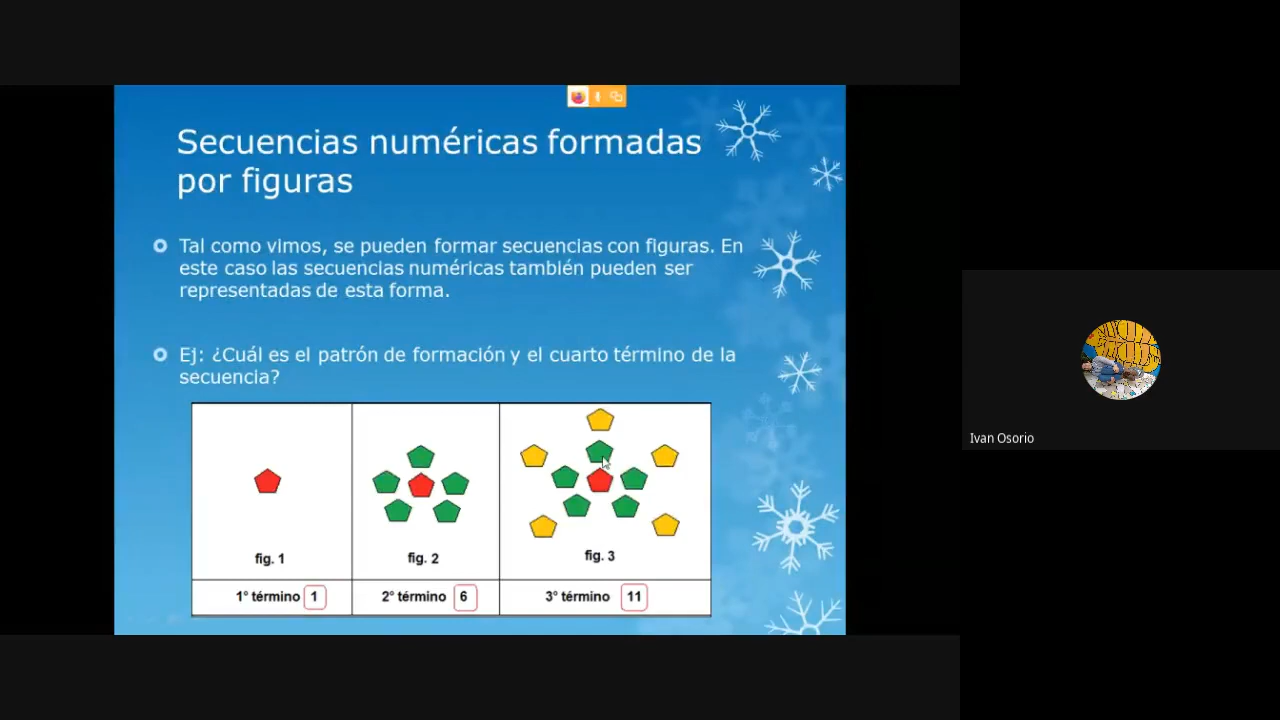 Secuencias numéricas formadas
por figuras
Tal como vimos, se pueden formar secuencias con figuras. En
este caso las secuencias numéricas también pueden ser
representadas de esta forma.
Ej: ¿Cuál es el patrón de formación y el cuarto término de la
secuencia?
fig. 1
fig. 2
fig. 3
1° término 1
2° término 6
3° término 11
Ivan Osorio